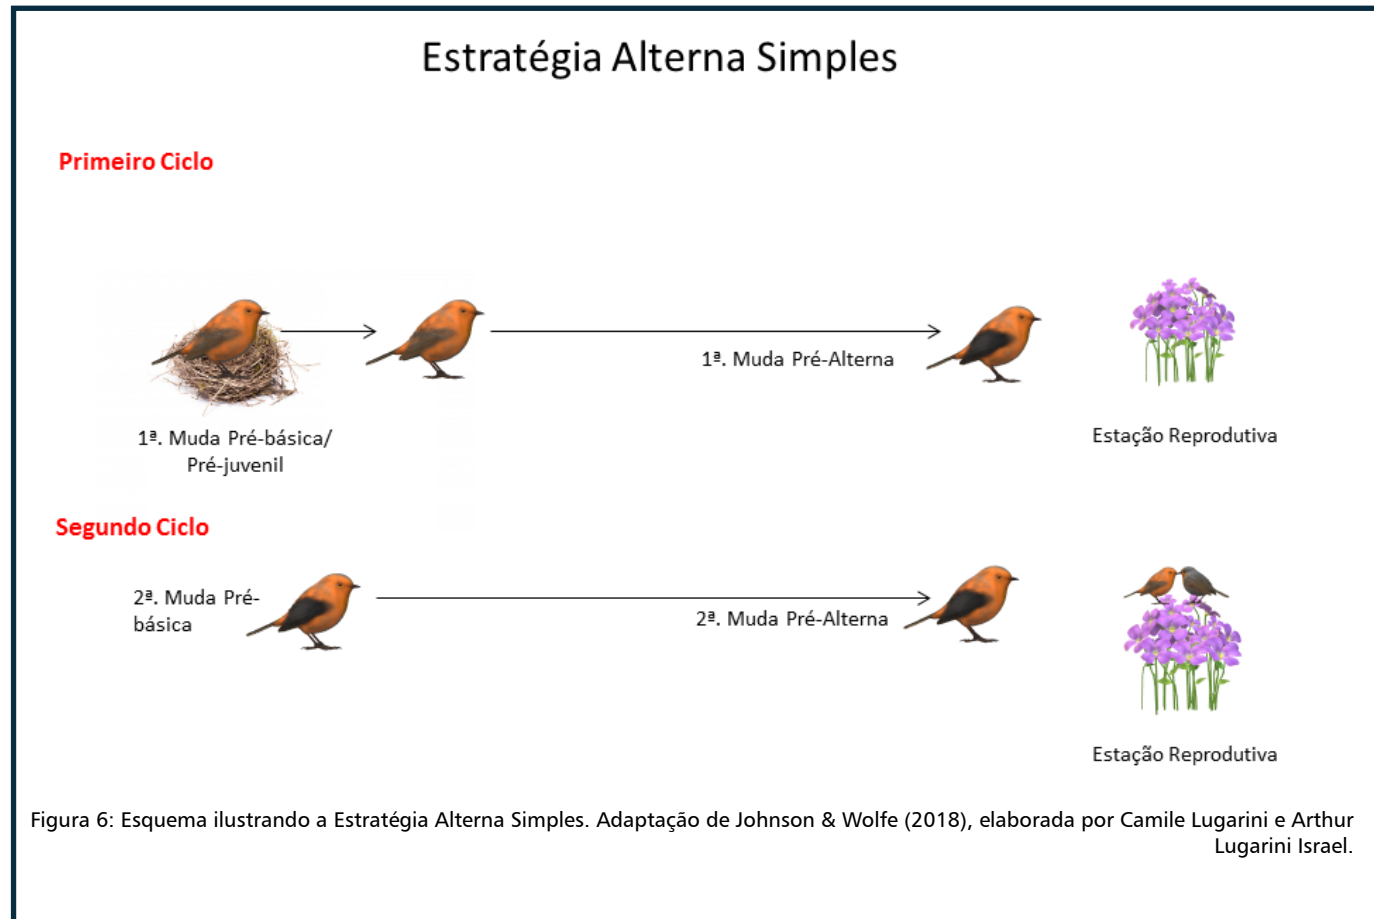 Estratégia Alterna Simples
Primeiro Ciclo
1ª. Muda Pré-Alterna
1ª. Muda Pré-básica/
Pré-juvenil
Estação Reprodutiva
Segundo Ciclo
2ª. Muda Pré-
básica
2ª. Muda Pré-Alterna
Estação Reprodutiva
Figura 6: Esquema ilustrando a Estratégia Alterna Simples. Adaptação de Johnson & Wolfe (2018), elaborada por Camile Lugarini e Arthur
Lugarini Israel.